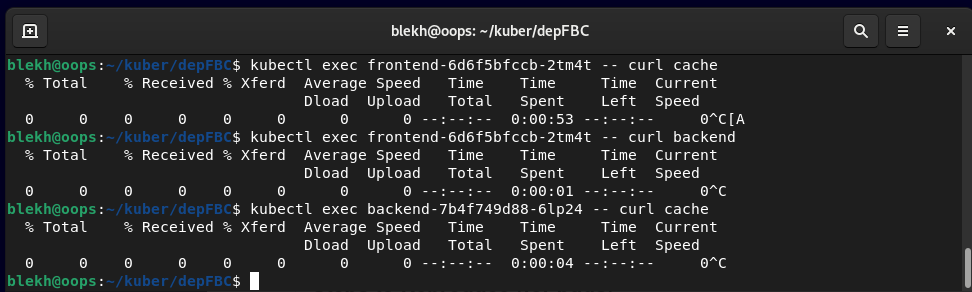 blekh@oops: ~/kuber/depFBC
blekh@oops:~/kuber/depFBC$ kubectl exec frontend-6d6f5bfccb-2tm4t -- curl cache
  % Total    % Received % Xferd  Average Speed   Time    Time     Time  Current
                                 Dload  Upload   Total   Spent    Left  Speed
  0     0    0     0    0     0      0      0 --:--:--  0:00:53 --:--:--     0^C[A
blekh@oops:~/kuber/depFBC$ kubectl exec frontend-6d6f5bfccb-2tm4t -- curl backend
  % Total    % Received % Xferd  Average Speed   Time    Time     Time  Current
                                 Dload  Upload   Total   Spent    Left  Speed
  0     0    0     0    0     0      0      0 --:--:--  0:00:01 --:--:--     0^C
blekh@oops:~/kuber/depFBC$ kubectl exec backend-7b4f749d88-6lp24 -- curl cache
  % Total    % Received % Xferd  Average Speed   Time    Time     Time  Current
                                 Dload  Upload   Total   Spent    Left  Speed
  0     0    0     0    0     0      0      0 --:--:--  0:00:04 --:--:--     0^C
blekh@oops:~/kuber/depFBC$